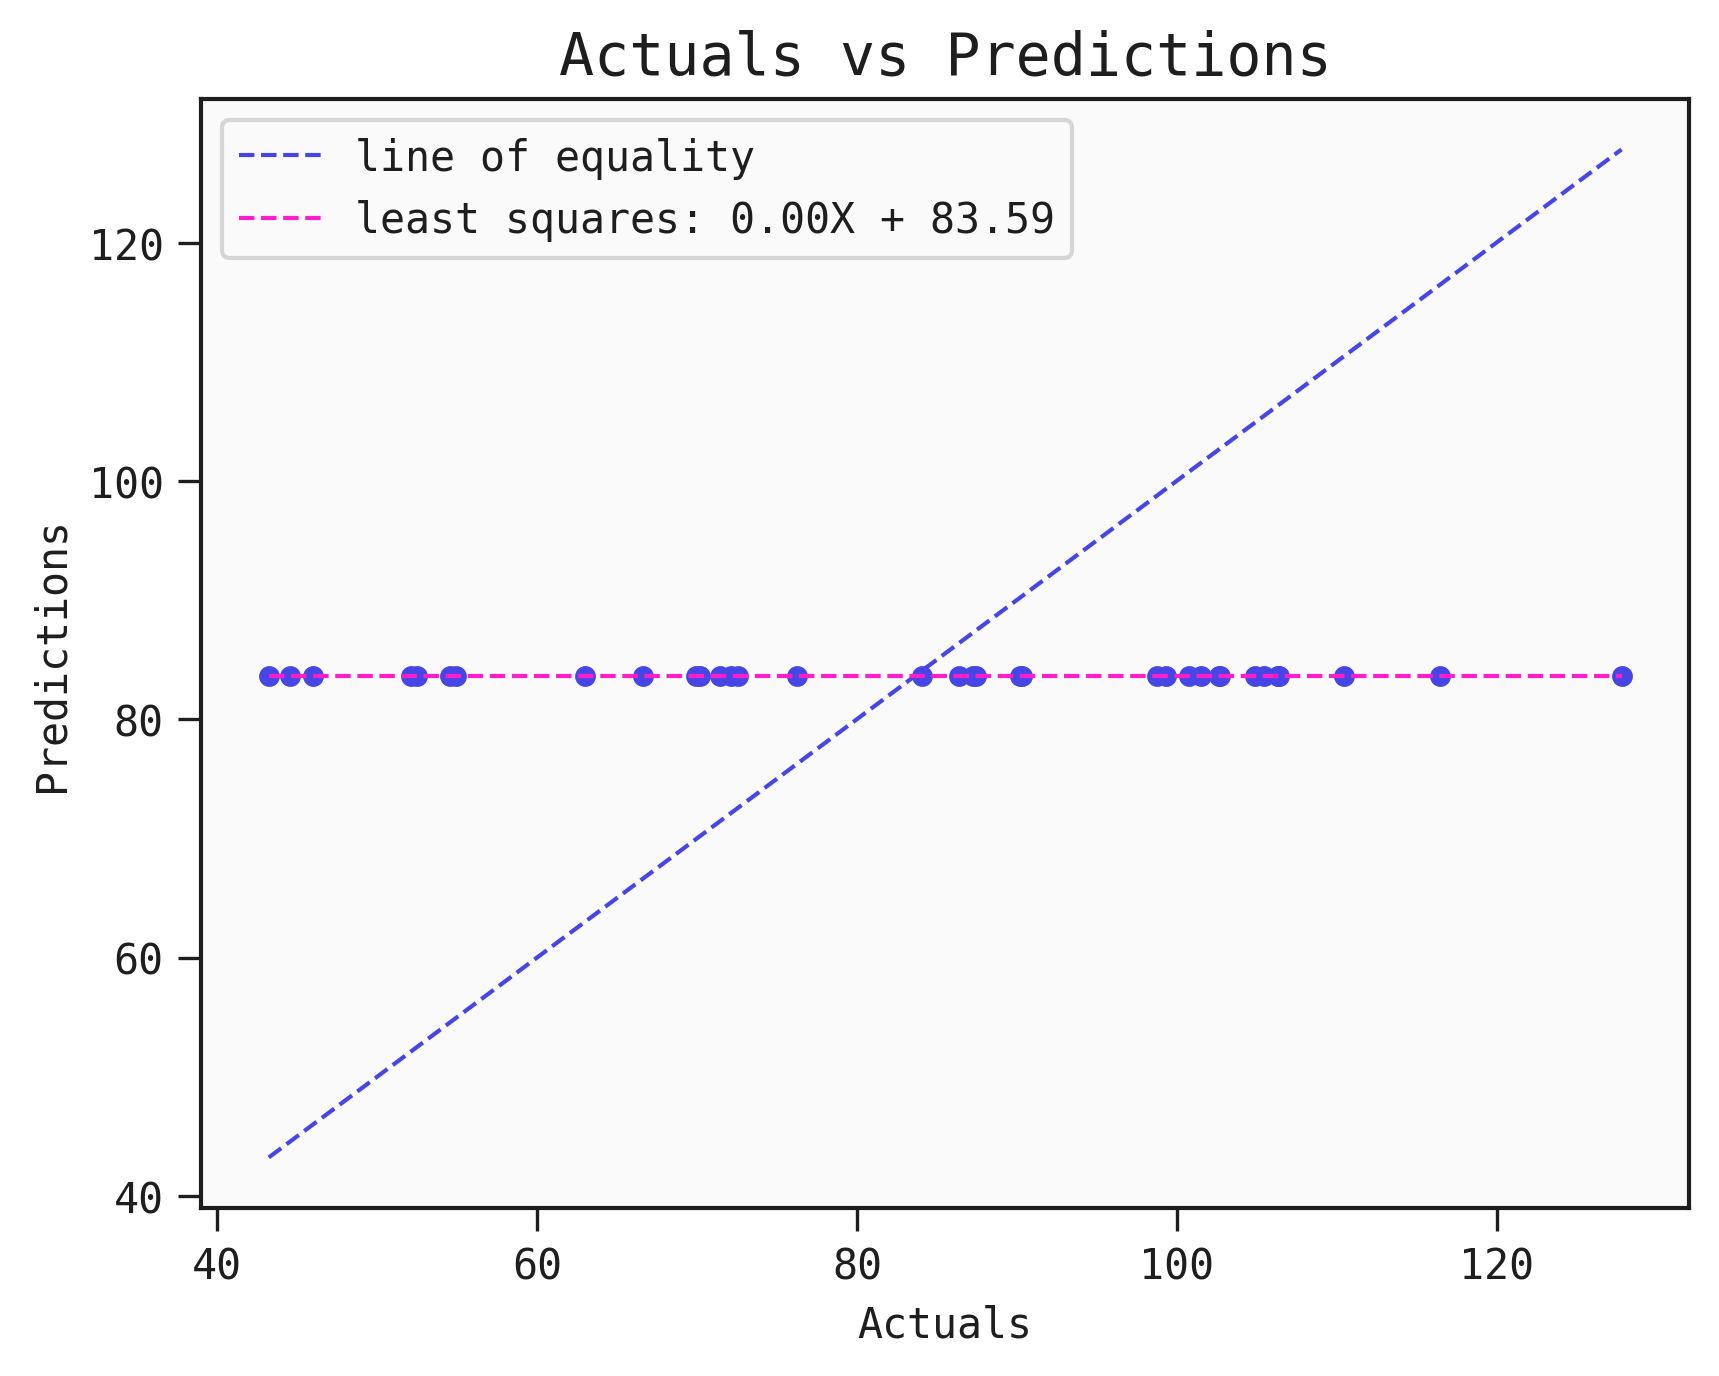 Actuals vs Predictions
line of equality
least squares: 0.00X + 83.59
120
100
80
60
40
Predictions
40 60 80 100 120
Actuals